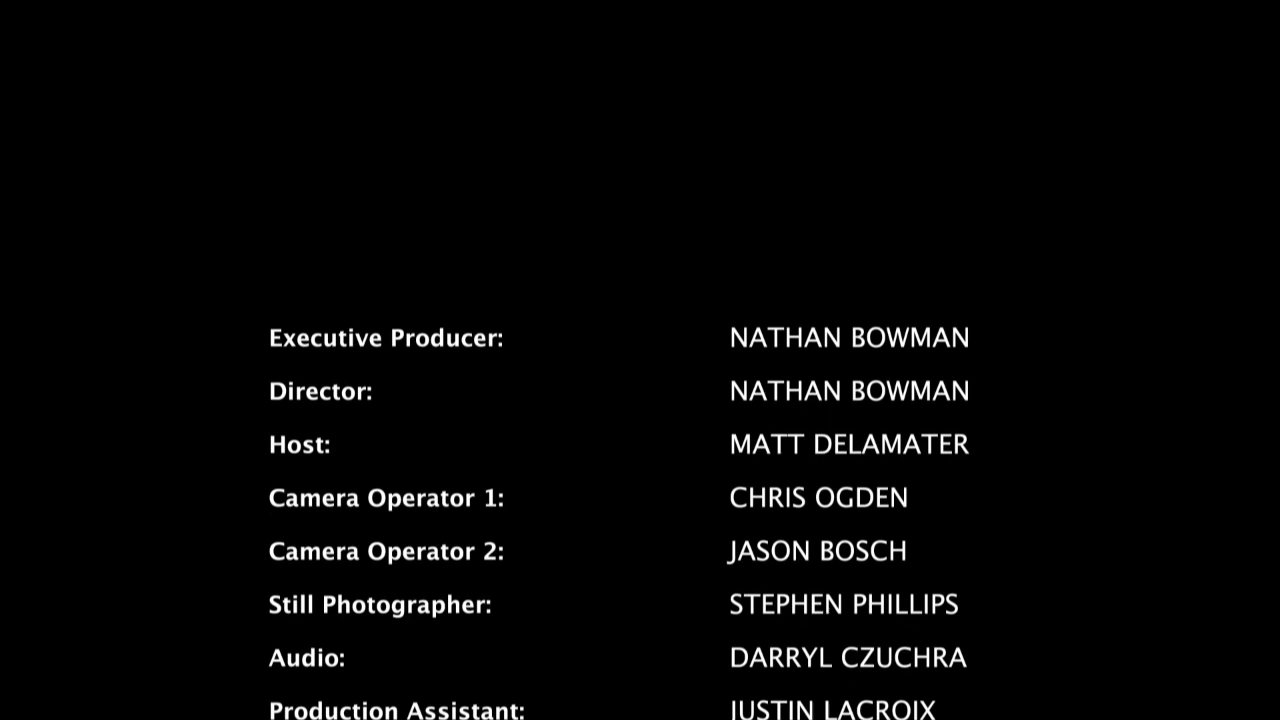 Executive Producer: NATHAN BOWMAN
Director: NATHAN BOWMAN
Host: MATT DELAMATER
Camera Operator 1: CHRIS OGDEN
Camera Operator 2: JASON BOSCH
Still Photographer: STEPHEN PHILLIPS
Audio: DARRYL CZUCHRA
Production Assistant: JUSTIN LACROIX